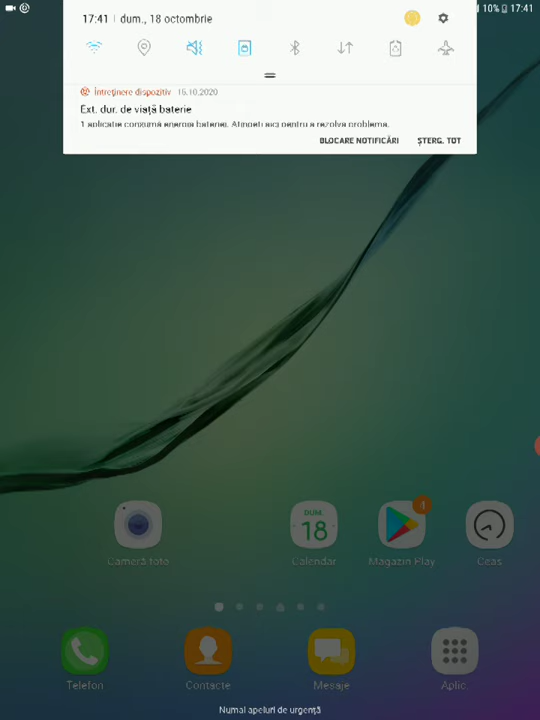 17:41 | dum., 18 octombrie
10% 17:41
Întreținere dispozitiv 15.10.2020
Ext. dur. de viață baterie
1 aplicație consumă energia bateriei. Atingeți aici pentru a rezolva problema.
BLOCARE NOTIFICĂRI ȘTERG. TOT
DUM.
18
4
Cameră foto Calendar Magazin Play Ceas
Telefon Contacte Mesaje Aplic.
Numai apeluri de urgență